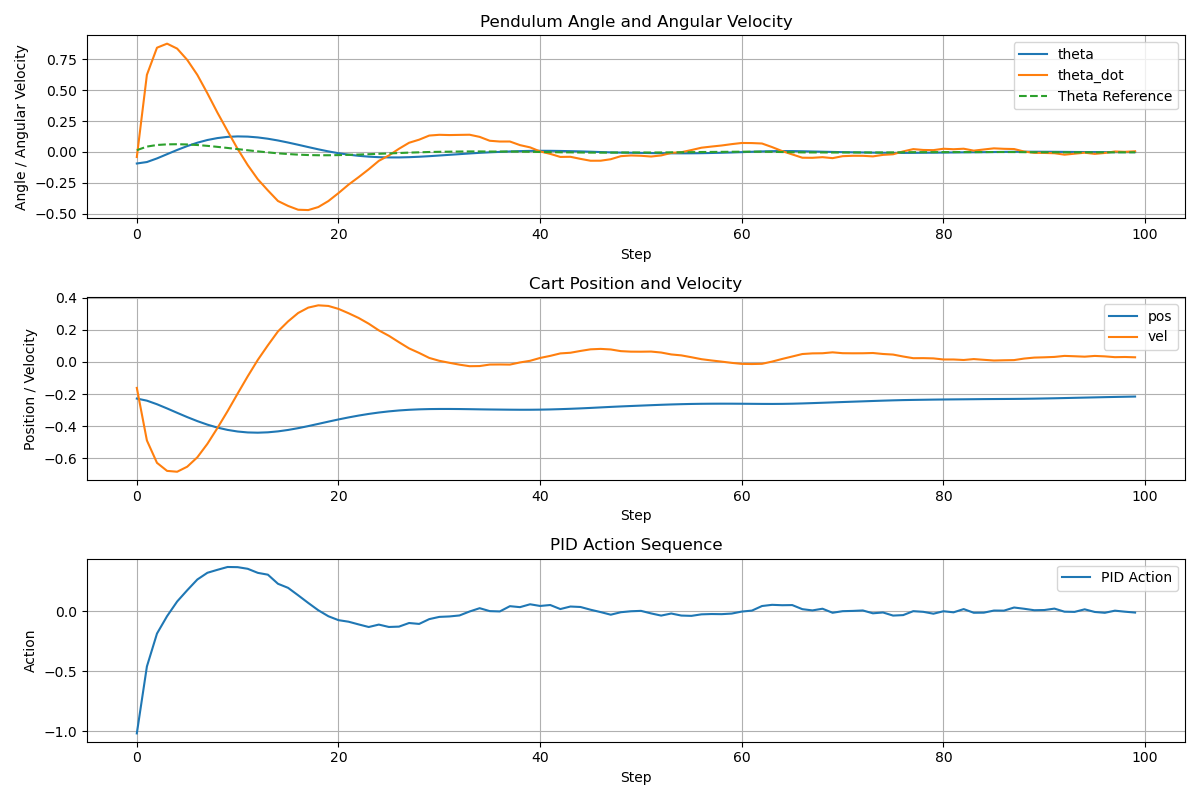 Pendulum Angle and Angular Velocity
Angle / Angular Velocity
0.75
0.50
0.25
0.00
−0.25
−0.50
theta
theta_dot
Theta Reference
0 20 40 60 80 100
Step
Cart Position and Velocity
Position / Velocity
0.4
0.2
0.0
−0.2
−0.4
−0.6
pos
vel
0 20 40 60 80 100
Step
PID Action Sequence
Action
0.0
−0.5
−1.0
PID Action
0 20 40 60 80 100
Step